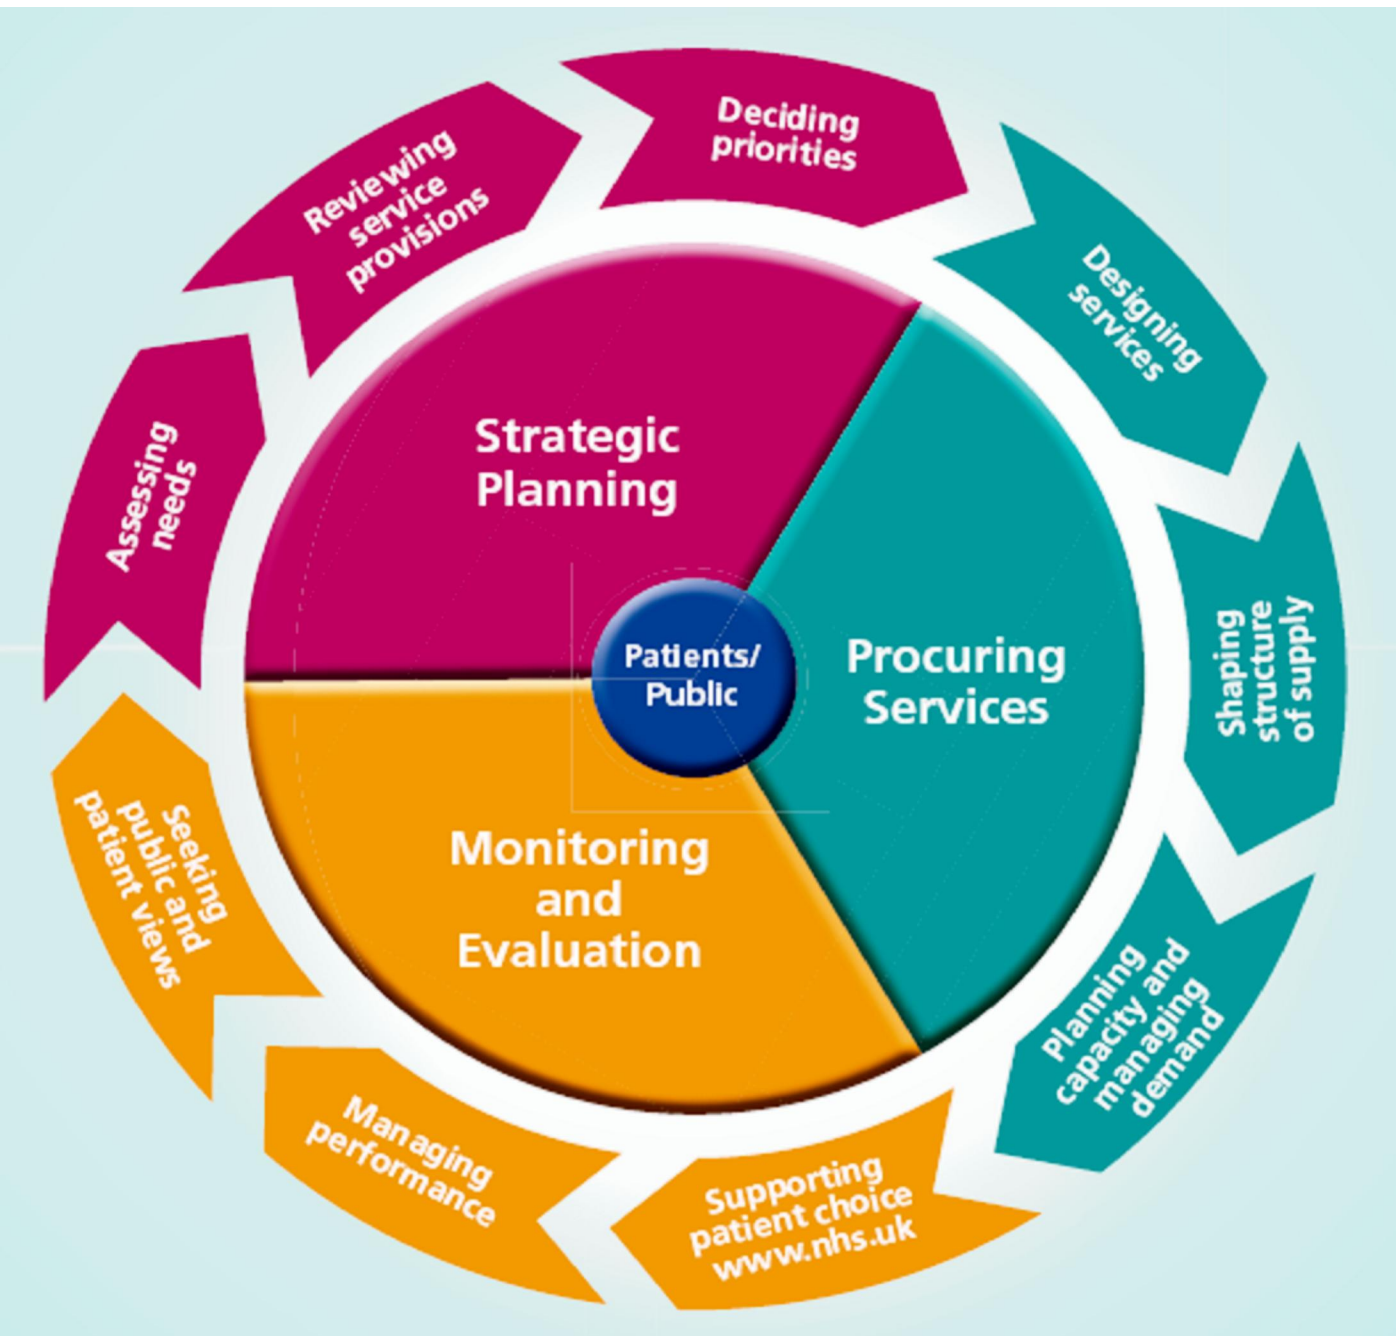 Deciding
priorities
Designing
services
Shaping
structure
of supply
Planning
capacity and
managing
demand
Supporting
patient choice
www.nhs.uk
Managing
performance
Seeking
public and
patient views
Assessing
needs
Reviewing
service
provisions
Strategic
Planning
Procuring
Services
Monitoring
and
Evaluation
Patients/
Public